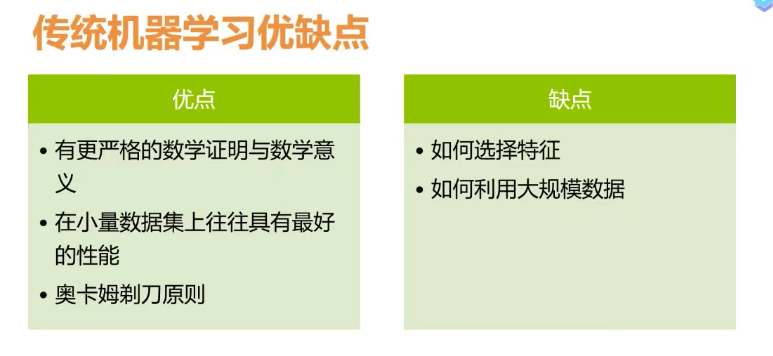 传统机器学习优缺点
优点
• 有更严格的数学证明与数学意
义
• 在小量数据集上往往具有最好
的性能
• 奥卡姆剃刀原则
缺点
• 如何选择特征
• 如何利用大规模数据